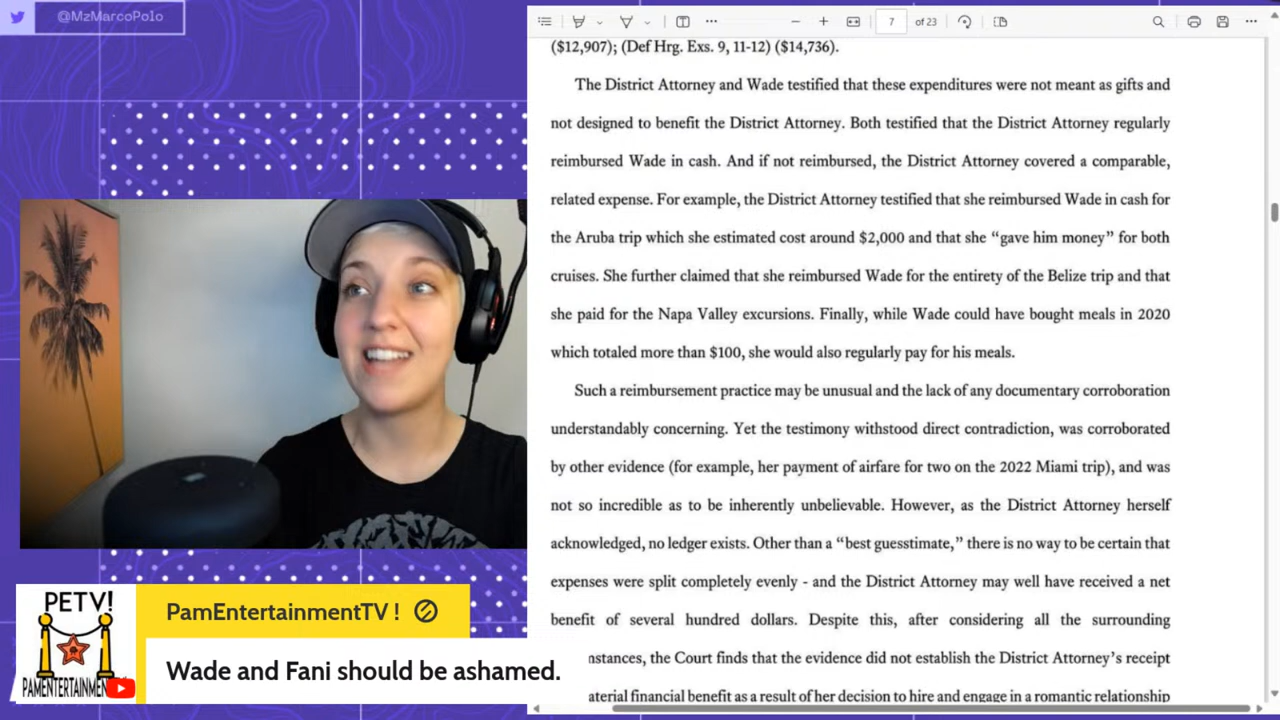 @MzMarcoPolo
7 of 23
($12,907); (Def Hrg. Exs. 9, 11-12) ($14,736).
The District Attorney and Wade testified that these expenditures were not meant as gifts and
not designed to benefit the District Attorney. Both testified that the District Attorney regularly
reimbursed Wade in cash. And if not reimbursed, the District Attorney covered a comparable,
related expense. For example, the District Attorney testified that she reimbursed Wade in cash for
the Aruba trip which she estimated cost around $2,000 and that she “gave him money” for both
cruises. She further claimed that she reimbursed Wade for the entirety of the Belize trip and that
she paid for the Napa Valley excursions. Finally, while Wade could have bought meals in 2020
which totaled more than $100, she would also regularly pay for his meals.
Such a reimbursement practice may be unusual and the lack of any documentary corroboration
understandably concerning. Yet the testimony withstood direct contradiction, was corroborated
by other evidence (for example, her payment of airfare for two on the 2022 Miami trip), and was
not so incredible as to be inherently unbelievable. However, as the District Attorney herself
acknowledged, no ledger exists. Other than a “best guesstimate,” there is no way to be certain that
expenses were split completely evenly - and the District Attorney may well have received a net
benefit of several hundred dollars. Despite this, after considering all the surrounding
nstances, the Court finds that the evidence did not establish the District Attorney’s receipt
aterial financial benefit as a result of her decision to hire and engage in a romantic relationship
PETV!
PAMENTERTAINMENT
PamEntertainmentTV !
Wade and Fani should be ashamed.